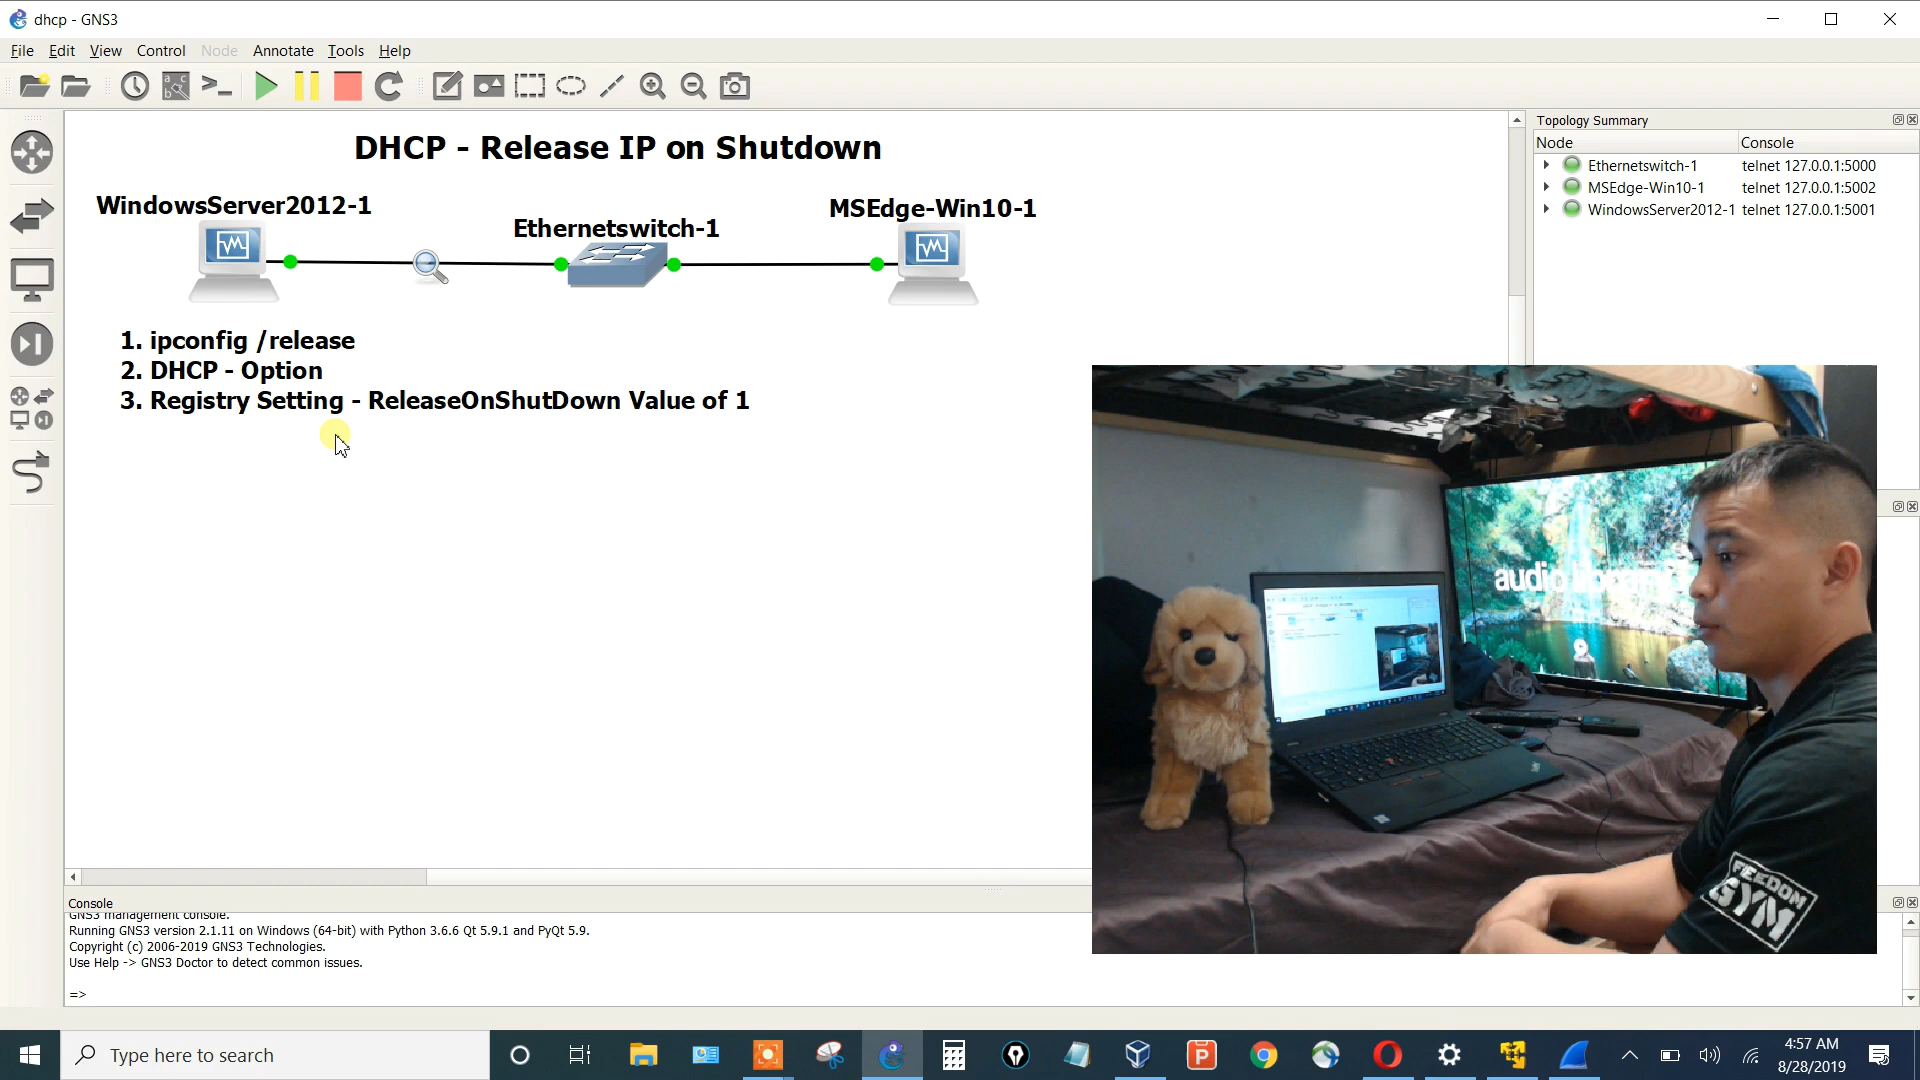 dhcp - GNS3
File Edit View Control Node Annotate Tools Help
DHCP - Release IP on Shutdown
WindowsServer2012-1
Ethernetswitch-1
MSEdge-Win10-1
1. ipconfig /release
2. DHCP - Option
3. Registry Setting - ReleaseOnShutDown Value of 1
Topology Summary
Node Console
Ethernetswitch-1 telnet 127.0.0.1:5000
MSEdge-Win10-1 telnet 127.0.0.1:5002
WindowsServer2012-1 telnet 127.0.0.1:5001
FREEDOM
GYM
Console
GNS3 management console.
Running GNS3 version 2.1.11 on Windows (64-bit) with Python 3.6.6 Qt 5.9.1 and PyQt 5.9.
Copyright (c) 2006-2019 GNS3 Technologies.
Use Help -> GNS3 Doctor to detect common issues.
=>
Type here to search
4:57 AM
8/28/2019